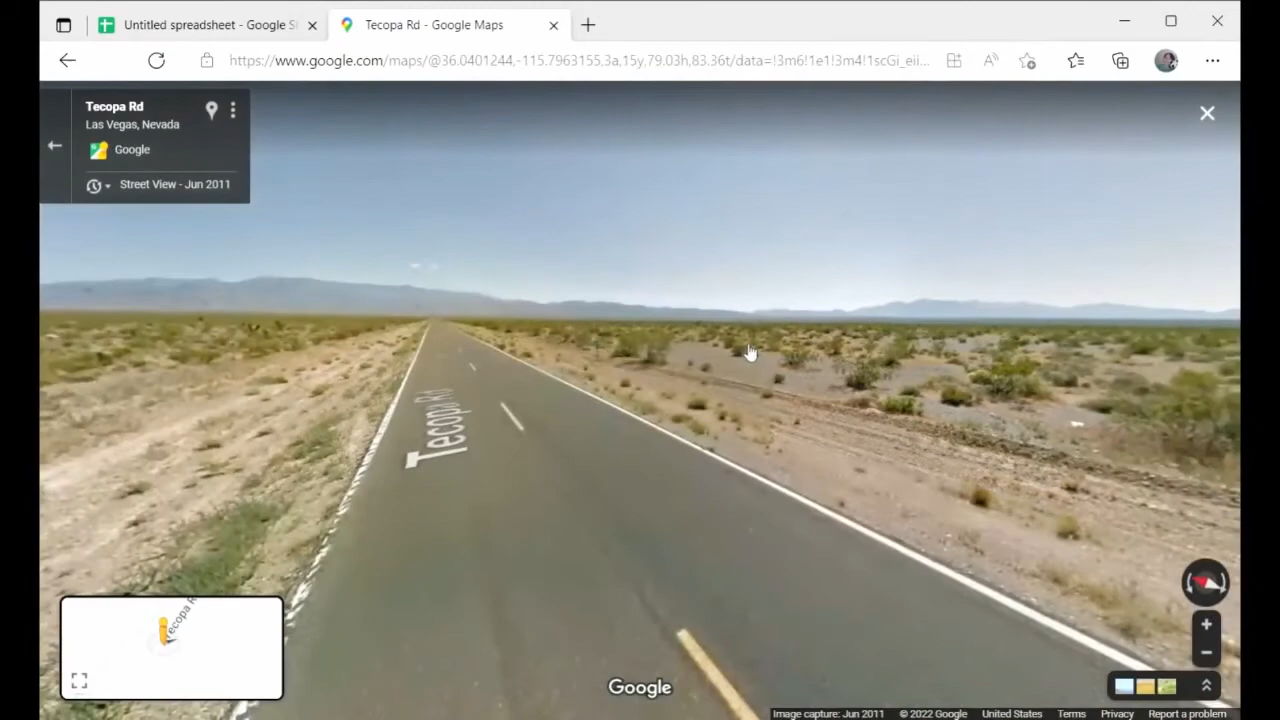 Untitled spreadsheet - Google S
Tecopa Rd - Google Maps
https://www.google.com/maps/@36.0401244,-115.7963155,3a,15y,79.03h,83.36t/data=!3m6!1e1!3m4!1scGi_eii...
Tecopa Rd
Las Vegas, Nevada
Google
Street View - Jun 2011
Tecopa Rd
Tecopa R
Google
Image capture: Jun 2011 © 2022 Google United States Terms Privacy Report a problem